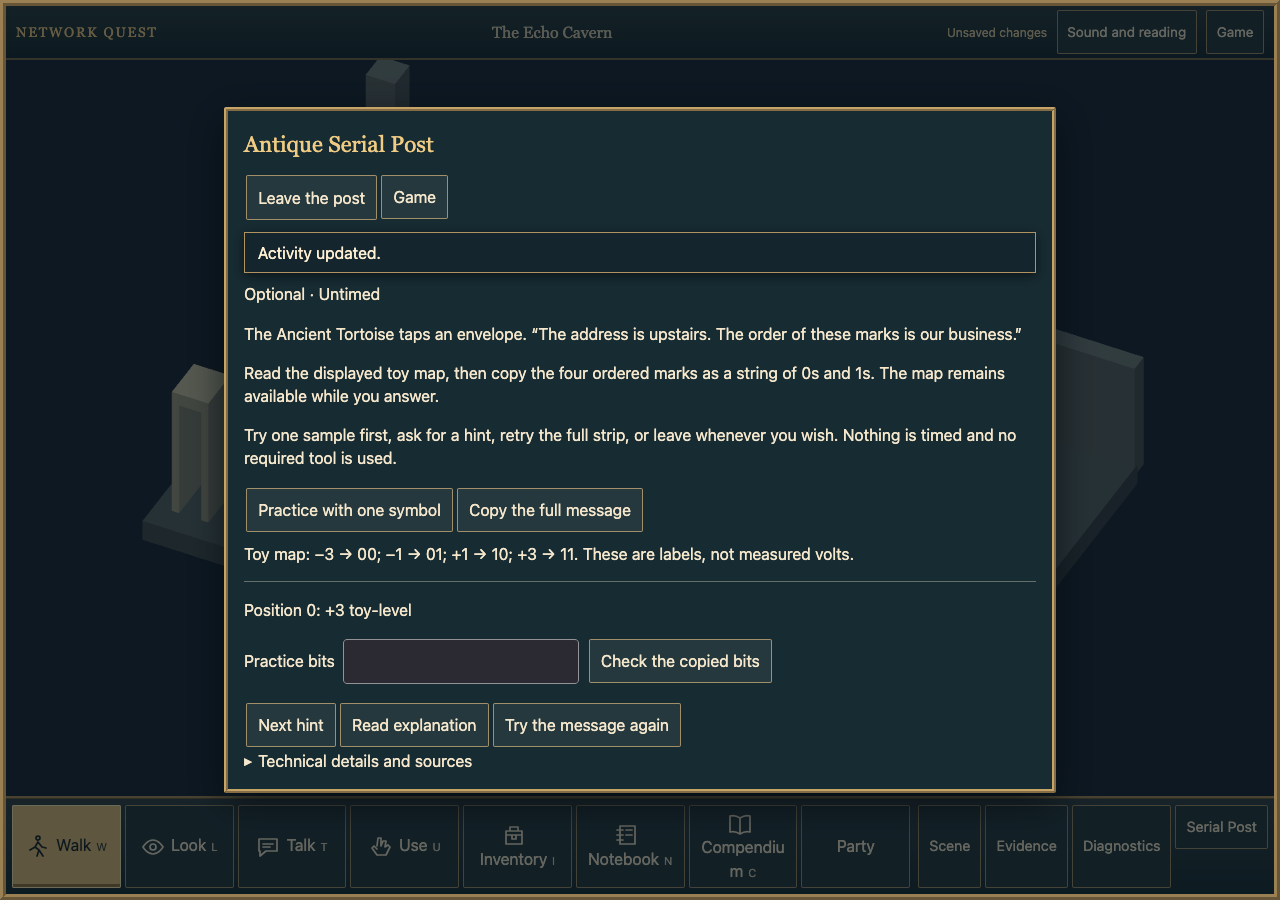 NETWORK QUEST
The Echo Cavern
Unsaved changes
Sound and reading
Game
Antique Serial Post
Leave the post
Game
Activity updated.
Optional · Untimed
The Ancient Tortoise taps an envelope. “The address is upstairs. The order of these marks is our business.”
Read the displayed toy map, then copy the four ordered marks as a string of 0s and 1s. The map remains
available while you answer.
Try one sample first, ask for a hint, retry the full strip, or leave whenever you wish. Nothing is timed and no
required tool is used.
Practice with one symbol
Copy the full message
Toy map: −3 → 00; −1 → 01; +1 → 10; +3 → 11. These are labels, not measured volts.
Position 0: +3 toy-level
Practice bits
Check the copied bits
Next hint
Read explanation
Try the message again
▶ Technical details and sources
Walk W
Look L
Talk T
Use U
Inventory I
Notebook N
Compendiu
m C
Party
Scene
Evidence
Diagnostics
Serial Post